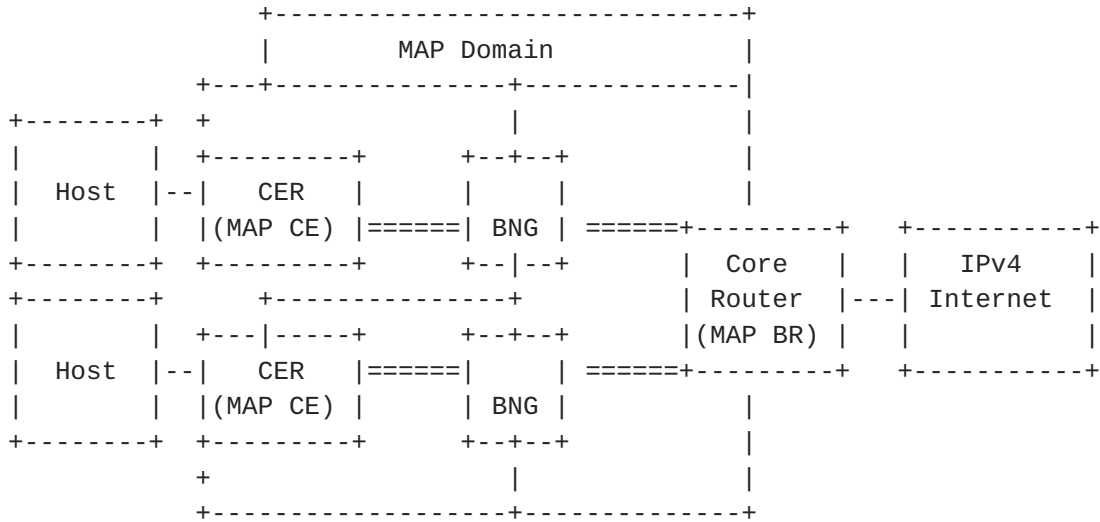 MAP Domain
Host CER
(MAP CE) BNG
Core IPv4
Router Internet
(MAP BR)
Host CER
(MAP CE) BNG